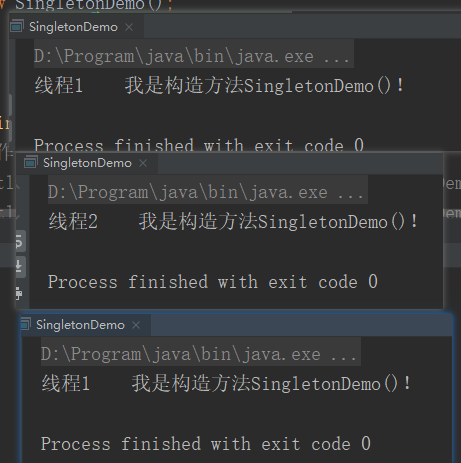 SingletonDemo();
SingletonDemo ×
D:\Program\java\bin\java.exe ...
线程1 我是构造方法SingletonDemo()!
Process finished with exit code 0
SingletonDemo ×
D:\Program\java\bin\java.exe ...
线程2 我是构造方法SingletonDemo()!
Process finished with exit code 0
SingletonDemo ×
D:\Program\java\bin\java.exe ...
线程1 我是构造方法SingletonDemo()!
Process finished with exit code 0